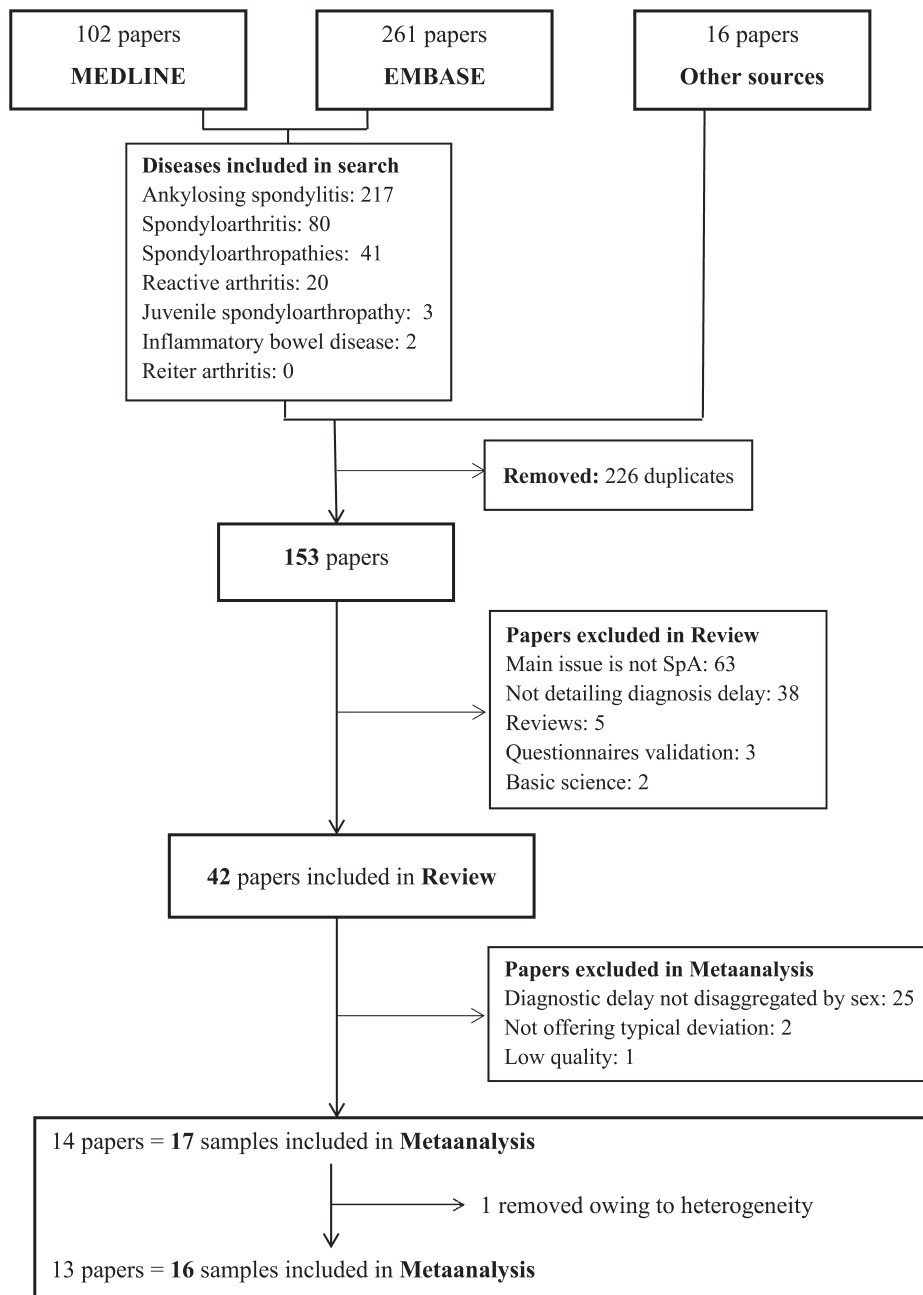 102 papers
MEDLINE
261 papers
EMBASE
16 papers
Other sources
Diseases included in search
Ankylosing spondylitis: 217
Spondyloarthritis: 80
Spondyloarthropathies: 41
Reactive arthritis: 20
Juvenile spondyloarthropathy: 3
Inflammatory bowel disease: 2
Reiter arthritis: 0
Removed: 226 duplicates
153 papers
Papers excluded in Review
Main issue is not SpA: 63
Not detailing diagnosis delay: 38
Reviews: 5
Questionnaires validation: 3
Basic science: 2
42 papers included in Review
Papers excluded in Metaanalysis
Diagnostic delay not disaggregated by sex: 25
Not offering typical deviation: 2
Low quality: 1
14 papers = 17 samples included in Metaanalysis
1 removed owing to heterogeneity
13 papers = 16 samples included in Metaanalysis